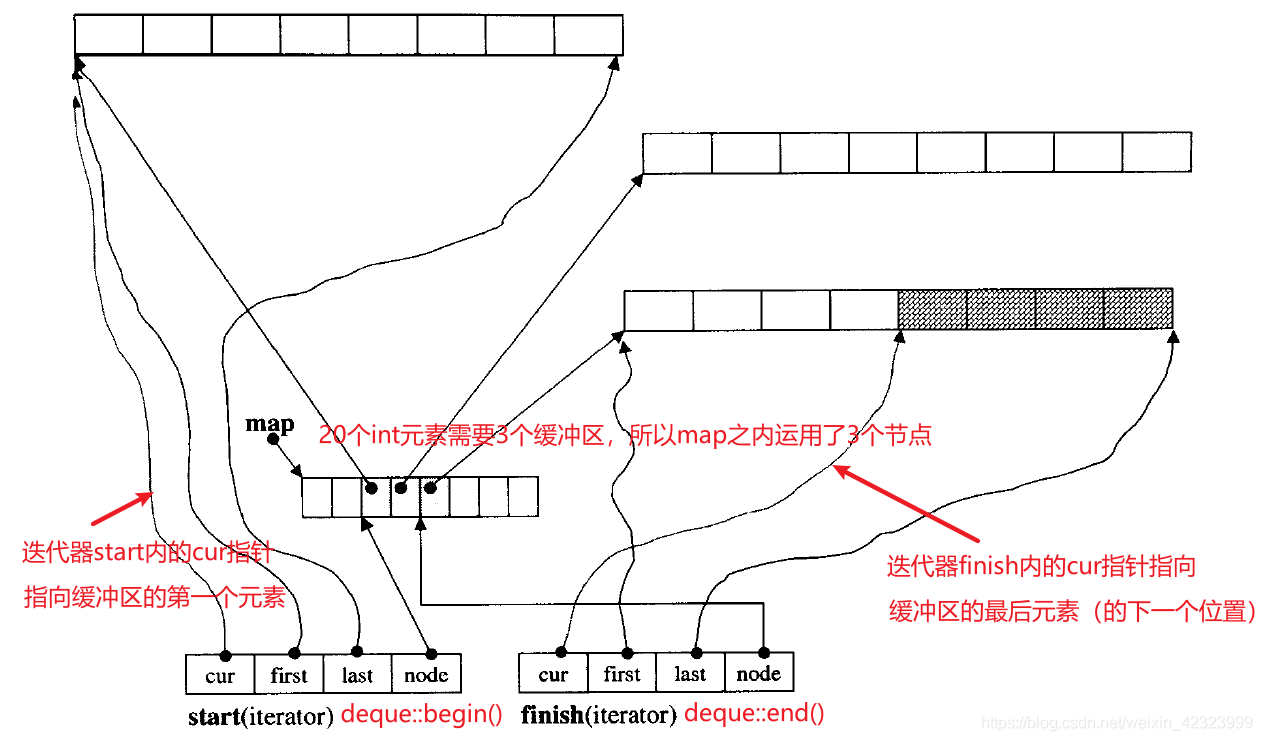 map
20个int元素需要3个缓冲区，所以map之内运用了3个节点
迭代器start内的cur指针
指向缓冲区的第一个元素
迭代器finish内的cur指针指向
缓冲区的最后元素（的下一个位置）
cur first last node
start(iterator) deque::begin()
cur first last node
finish(iterator) deque::end()
https://blog.csdn.net/weixin_42323999